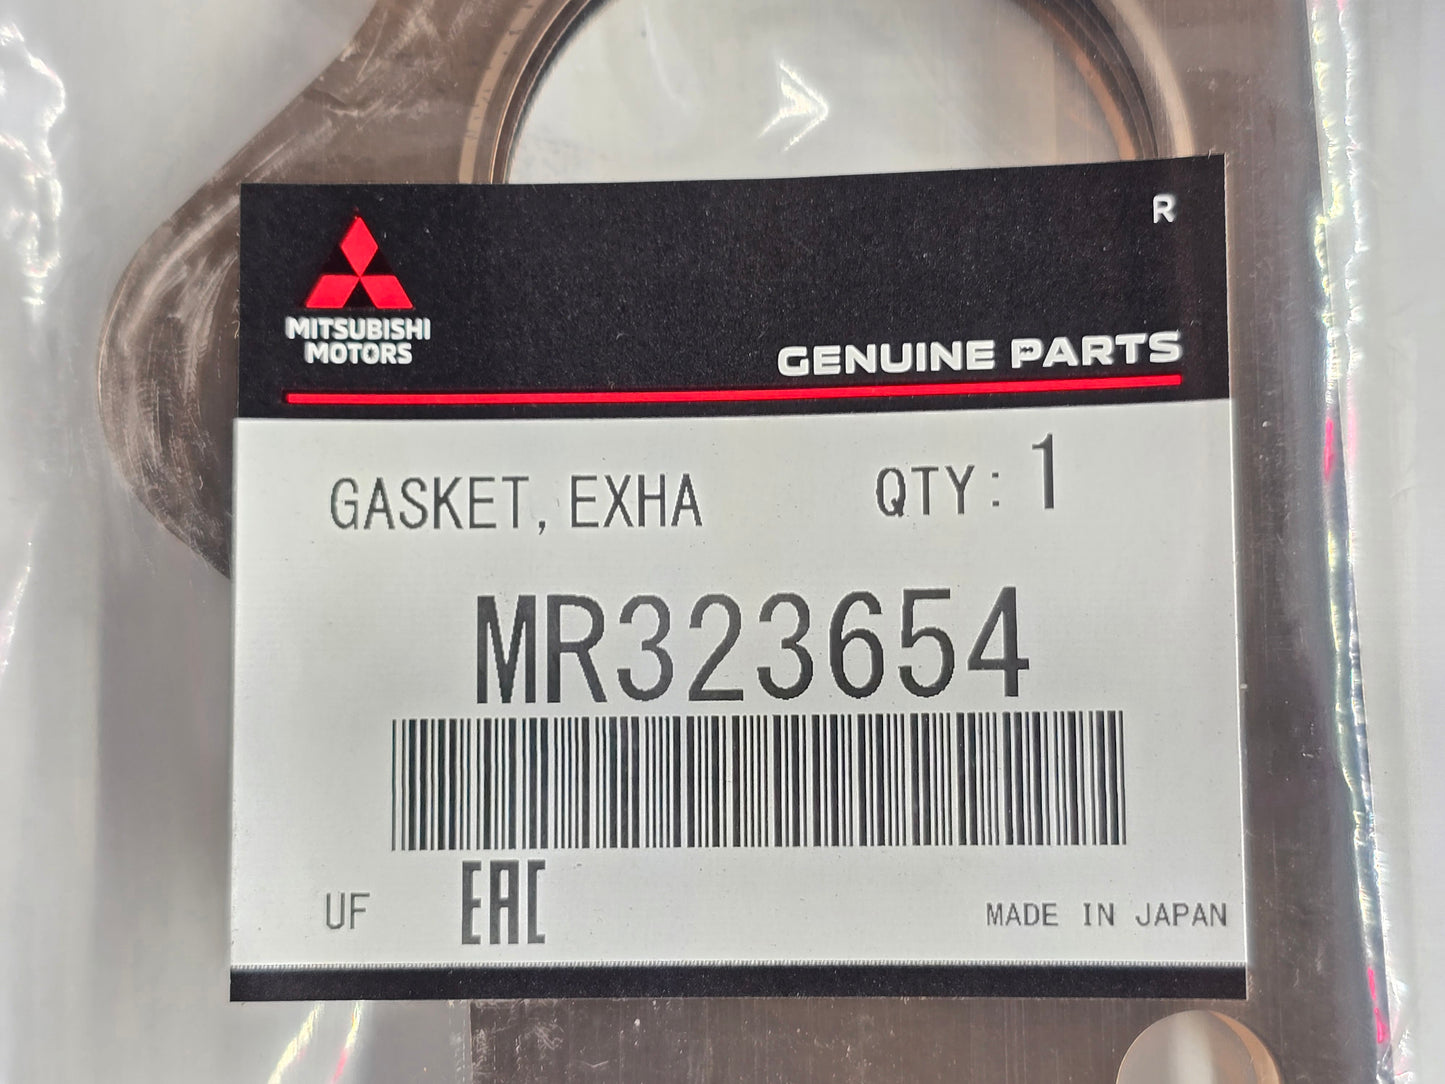 R
MITSUBISHI
MOTORS
GENUINE PARTS
GASKET, EXHA QTY: 1
MR323654
UF EAC MADE IN JAPAN